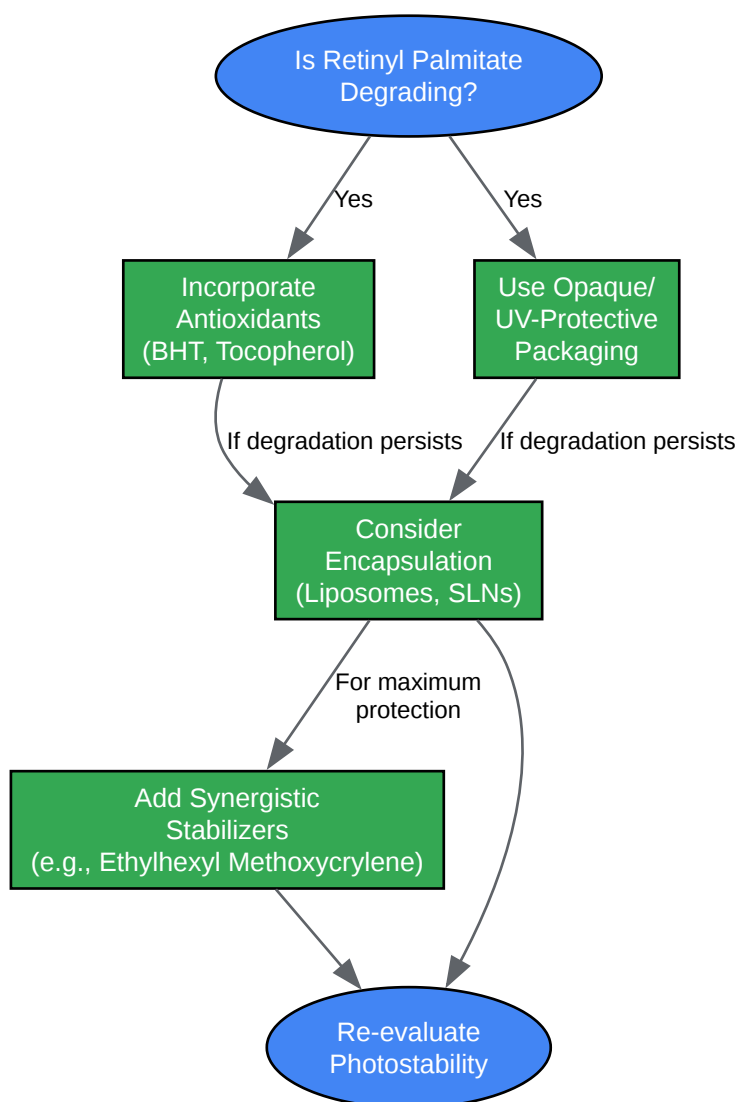 Is Retinyl Palmitate
Degrading?
Yes
Yes
Incorporate
Antioxidants
(BHT, Tocopherol)
Use Opaque/
UV-Protective
Packaging
If degradation persists
If degradation persists
Consider
Encapsulation
(Liposomes, SLNs)
For maximum
protection
Add Synergistic
Stabilizers
(e.g., Ethylhexyl Methoxycrylene)
Re-evaluate
Photostability